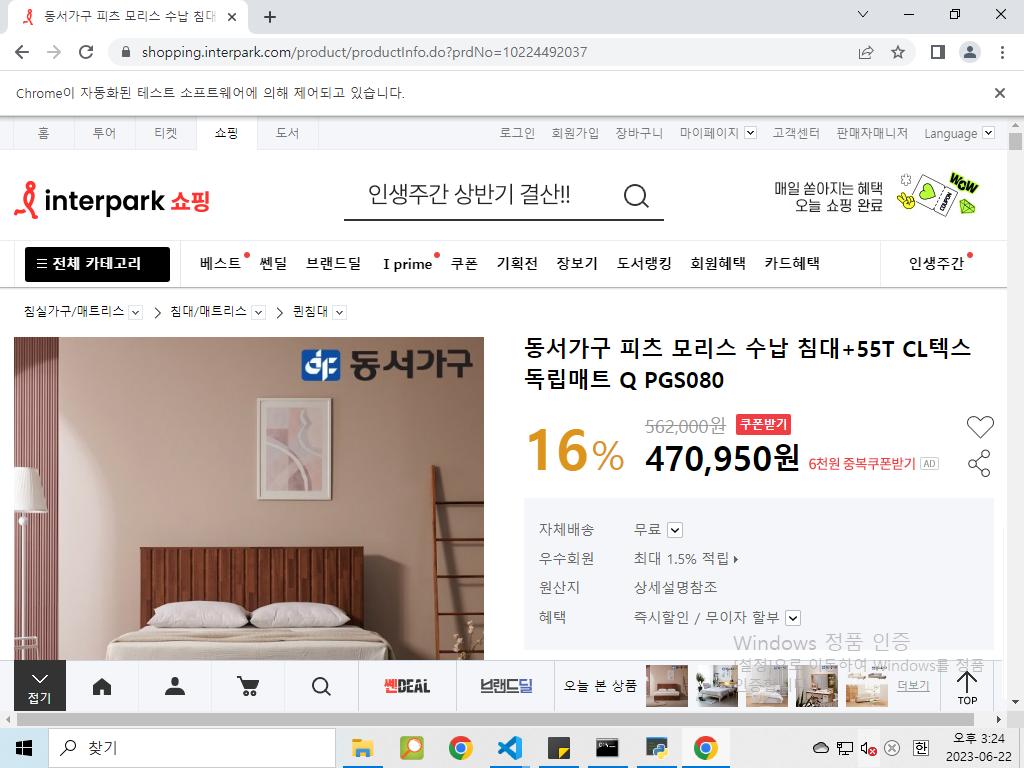 동서가구 피츠 모리스 수납 침대
shopping.interpark.com/product/productInfo.do?prdNo=10224492037
Chrome이 자동화된 테스트 소프트웨어에 의해 제어되고 있습니다.
홈 투어 티켓 쇼핑 도서 로그인 회원가입 장바구니 마이페이지 고객센터 판매자매니저 Language
interpark 쇼핑
인생주간 상반기 결산!!
매일 쏟아지는 혜택
오늘 쇼핑 완료
WOW
COUPON
전체 카테고리 베스트 쎈딜 브랜드딜 I prime 쿠폰 기획전 장보기 도서랭킹 회원혜택 카드혜택 인생주간
침실가구/매트리스 침대/매트리스 퀸침대
동서가구
동서가구 피츠 모리스 수납 침대+55T CL텍스
독립매트 Q PGS080
16%
562,000원 쿠폰받기
470,950원 6천원 중복쿠폰받기 AD
자체배송 무료
우수회원 최대 1.5% 적립
원산지 상세설명참조
혜택 즉시할인 / 무이자 할부
Windows 정품 인증
[설정]으로 이동하여 Windows를 정품
인증합니다.
접기 쎈DEAL 브랜드딜 오늘 본 상품 더보기 TOP
찾기
한
오후 3:24
2023-06-22